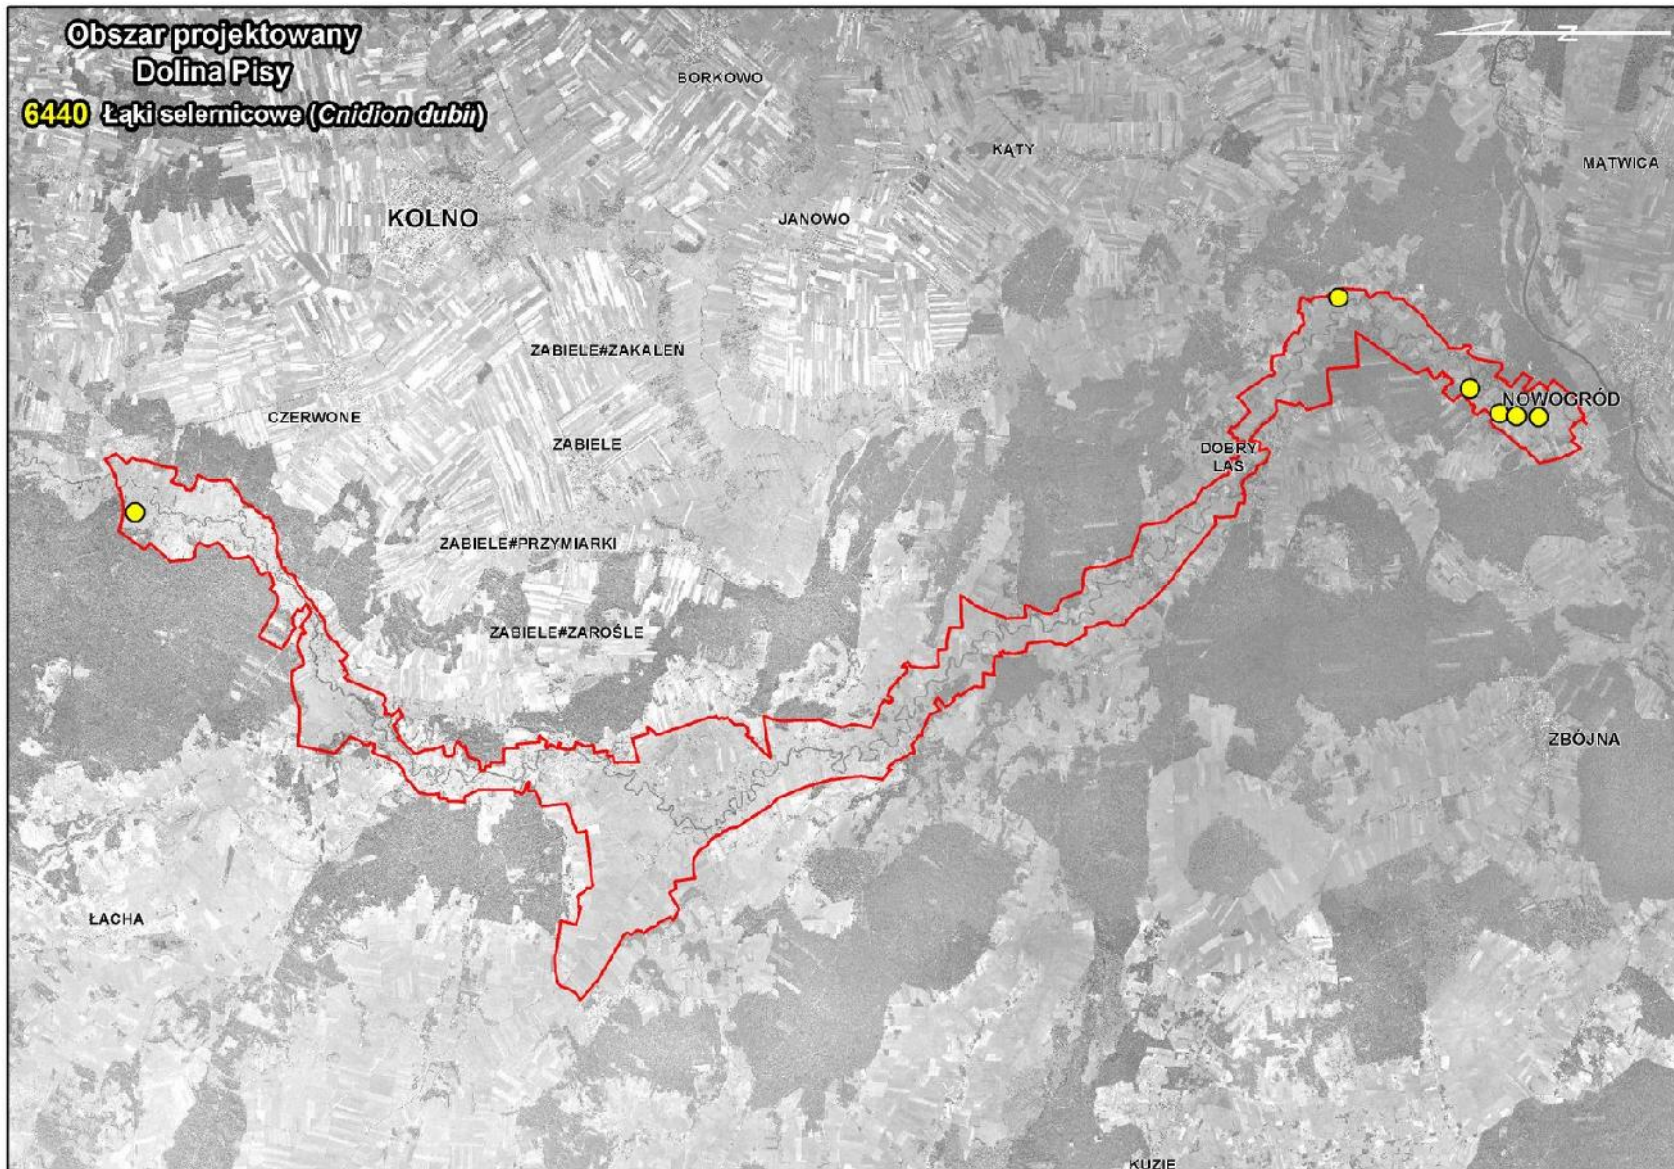 Obszar projektowany
Dolina Pisy
6440 Łąki selernicowe (Cnidion dubii)
BORKOWO
N
KĄTY
MĄTWICA
KOLNO
JANOWO
ZABIELE#ZAKALEŃ
CZERWONE
NOWOGRÓD
ZABIELE
DOBRY
LAS
ZABIELE#PRZYMIARKI
ZABIELE#ZAROŚLE
ZBÓJNA
ŁACHA
KUZIE